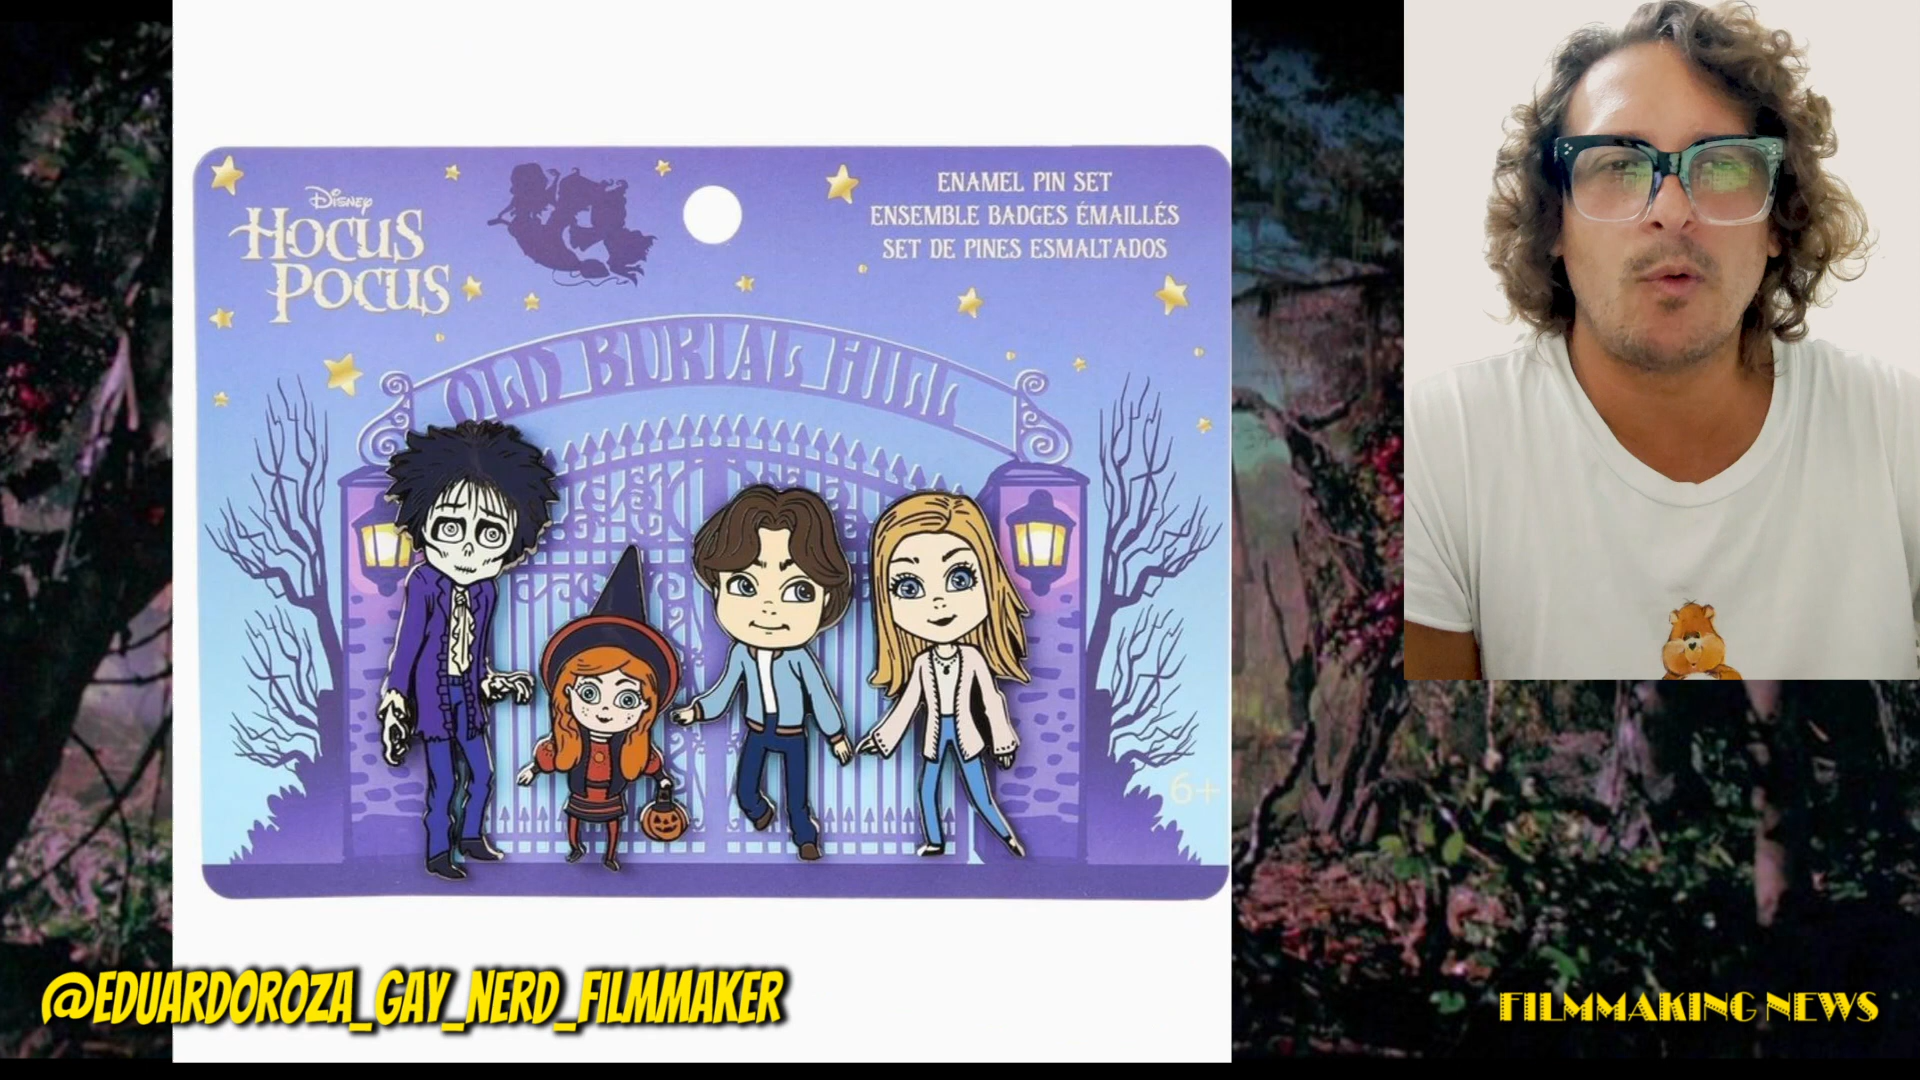 DISNEY
HOCUS
POCUS
ENAMEL PIN SET
ENSEMBLE BADGES ÉMAILLÉS
SET DE PINES ESMALTADOS
OLD BURIAL HILL
6+
@EDUARDOROZA_GAY_NERD_FILMMAKER
FILMMAKING NEWS